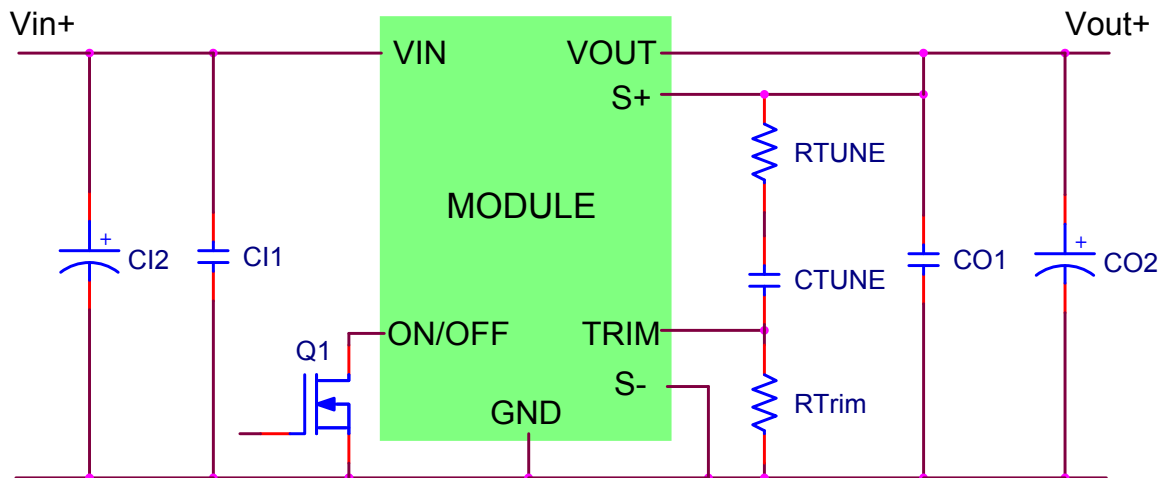 Vin+
Vout+
VIN
VOUT
S+
RTUNE
MODULE
+
CI2
CI1
CTUNE
CO1
+
CO2
ON/OFF
TRIM
Q1
S-
RTrim
GND